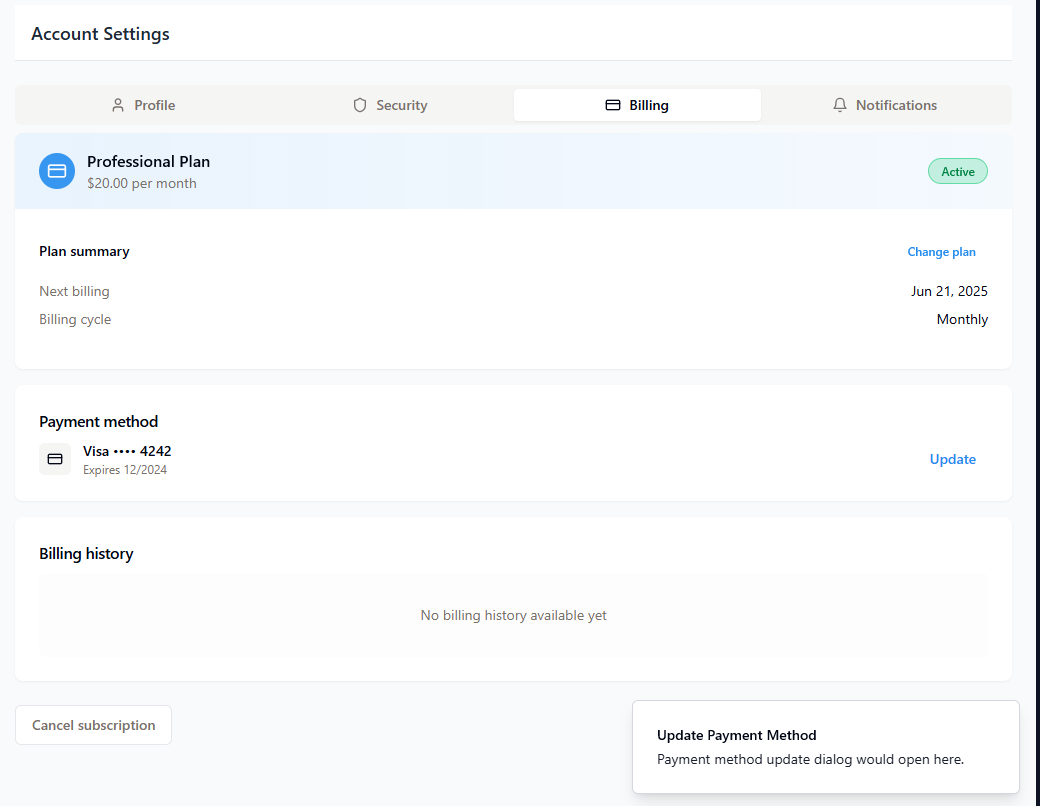 Account Settings
Profile
Security
Billing
Notifications
Professional Plan
$20.00 per month
Active
Plan summary
Change plan
Next billing
Jun 21, 2025
Billing cycle
Monthly
Payment method
Visa •••• 4242
Expires 12/2024
Update
Billing history
No billing history available yet
Cancel subscription
Update Payment Method
Payment method update dialog would open here.